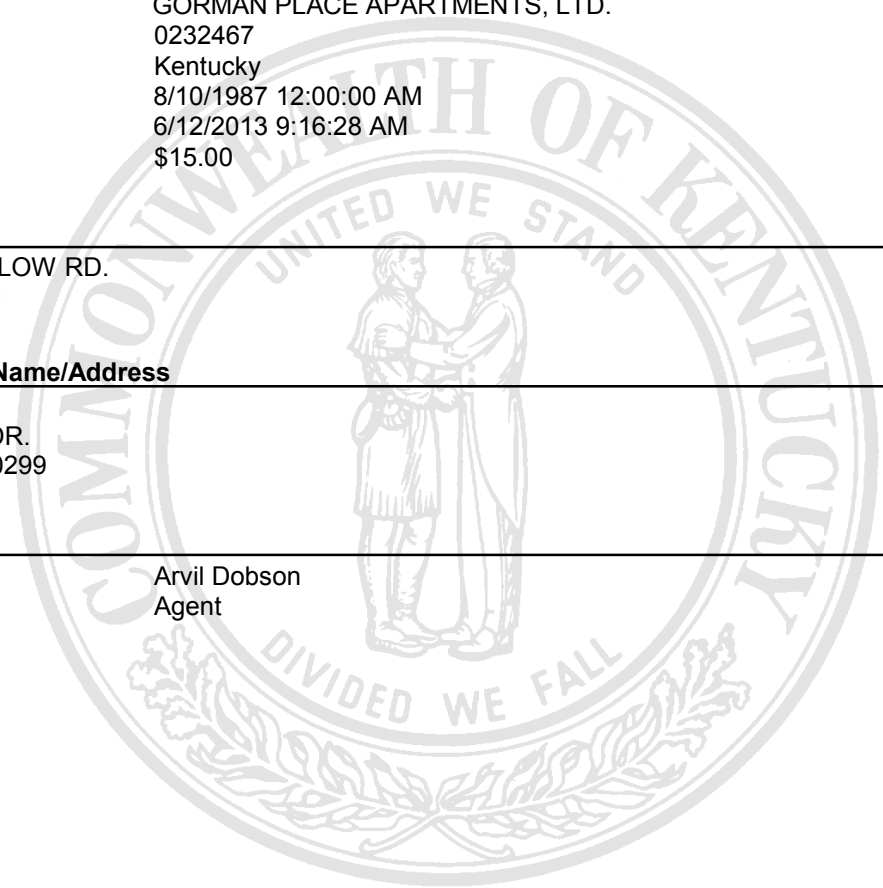 GORMAN PLACE APARTMENTS, LTD.
0232467
Kentucky
8/10/1987 12:00:00 AM
6/12/2013 9:16:28 AM
$15.00
COMMONWEALTH OF KENTUCKY
UNITED WE STAND
LOW RD.
Name/Address
DR.
0299
Arvil Dobson
Agent
DIVIDED WE FALL